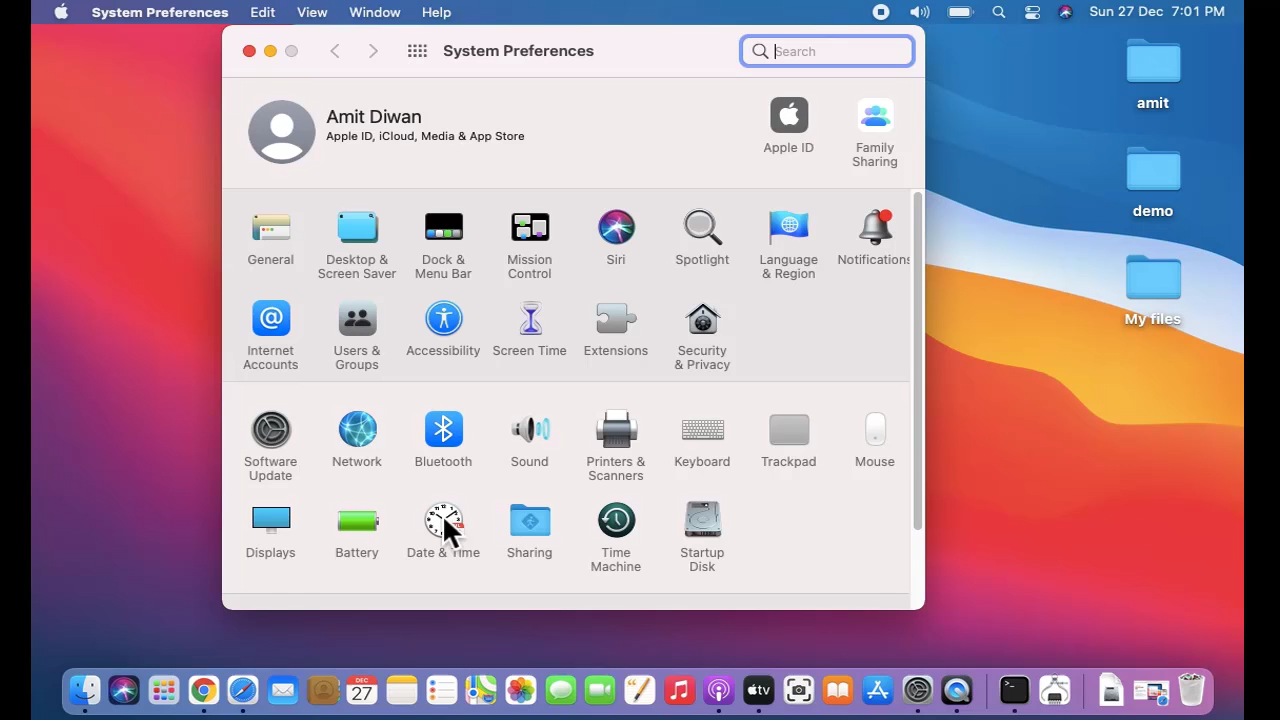 System Preferences Edit View Window Help Sun 27 Dec 7:01 PM
System Preferences Search
Amit Diwan
Apple ID, iCloud, Media & App Store
Apple ID
Family
Sharing
General
Desktop &
Screen Saver
Dock &
Menu Bar
Mission
Control
Siri
Spotlight
Language
& Region
Notifications
Internet
Accounts
Users &
Groups
Accessibility
Screen Time
Extensions
Security
& Privacy
Software
Update
Network
Bluetooth
Sound
Printers &
Scanners
Keyboard
Trackpad
Mouse
Displays
Battery
Date & Time
Sharing
Time
Machine
Startup
Disk
amit
demo
My files
DEC
27
tv